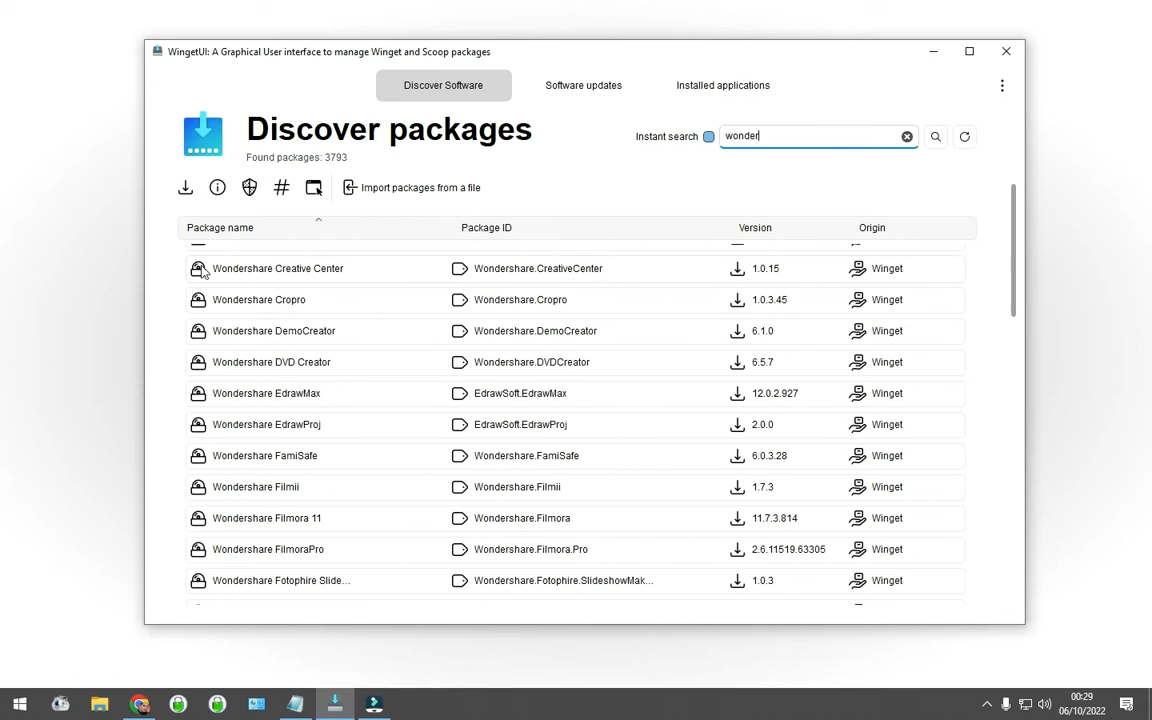 WingetUI: A Graphical User interface to manage Winget and Scoop packages
Discover Software Software updates Installed applications
Discover packages
Instant search wonder
Found packages: 3793
Import packages from a file
Package name Package ID Version Origin
Wondershare Creative Center Wondershare.CreativeCenter 1.0.15 Winget
Wondershare Cropro Wondershare.Cropro 1.0.3.45 Winget
Wondershare DemoCreator Wondershare.DemoCreator 6.1.0 Winget
Wondershare DVD Creator Wondershare.DVDCreator 6.5.7 Winget
Wondershare EdrawMax EdrawSoft.EdrawMax 12.0.2.927 Winget
Wondershare EdrawProj EdrawSoft.EdrawProj 2.0.0 Winget
Wondershare FamiSafe Wondershare.FamiSafe 6.0.3.28 Winget
Wondershare Filmii Wondershare.Filmii 1.7.3 Winget
Wondershare Filmora 11 Wondershare.Filmora 11.7.3.814 Winget
Wondershare FilmoraPro Wondershare.Filmora.Pro 2.6.11519.63305 Winget
Wondershare Fotophire Slide... Wondershare.Fotophire.SlideshowMak... 1.0.3 Winget
00:29
06/10/2022